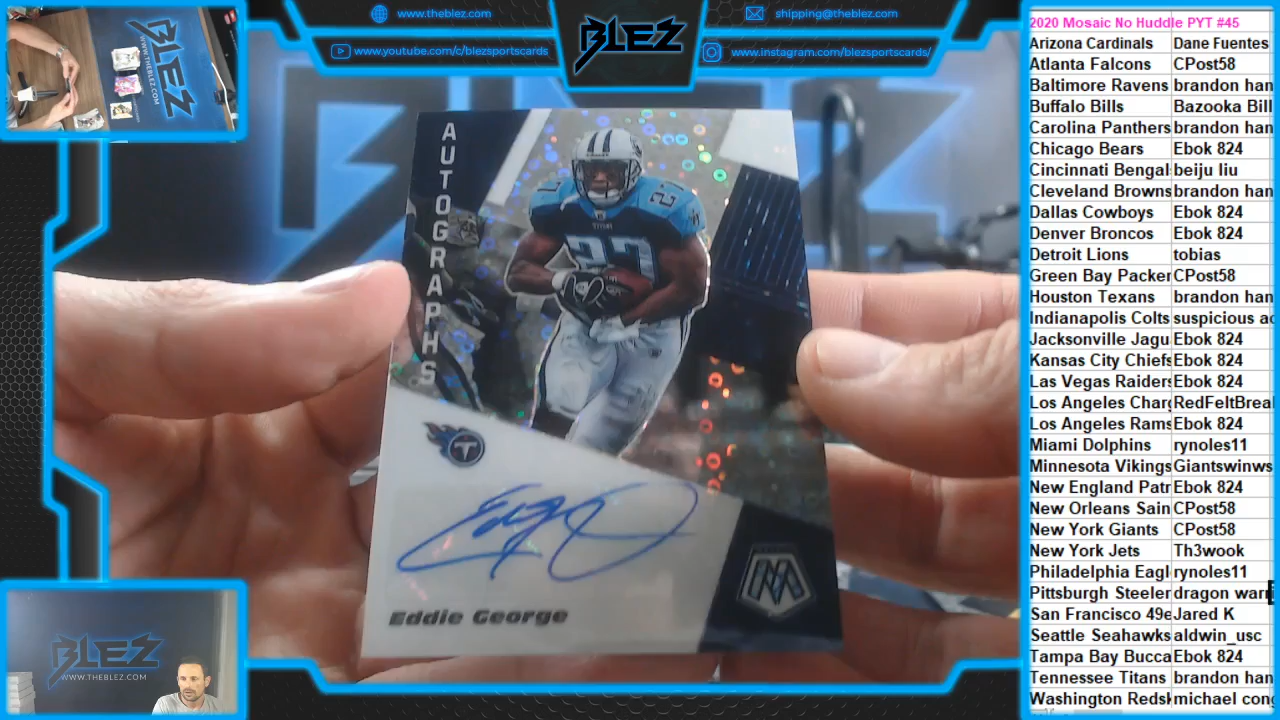 www.theblez.com
www.youtube.com/c/blezsportscards
BLEZ
shipping@theblez.com
www.instagram.com/blezsportscards/
BLEZ
WWW.THEBLEZ.COM
AUTOGRAPHS
27
27
TITANS
27
T
Eddie George
M
BLEZ
WWW.THEBLEZ.COM
2020 Mosaic No Huddle PYT #45
Arizona Cardinals Dane Fuentes
Atlanta Falcons CPost58
Baltimore Ravens brandon han
Buffalo Bills Bazooka Bill
Carolina Panthers brandon han
Chicago Bears Ebok 824
Cincinnati Bengal beiju liu
Cleveland Browns brandon han
Dallas Cowboys Ebok 824
Denver Broncos Ebok 824
Detroit Lions tobias
Green Bay Packer CPost58
Houston Texans brandon han
Indianapolis Colts suspicious ac
Jacksonville Jagu Ebok 824
Kansas City Chiefs Ebok 824
Las Vegas Raiders Ebok 824
Los Angeles Charg RedFeltBreal
Los Angeles Rams Ebok 824
Miami Dolphins rynoles11
Minnesota Vikings Giantswinws
New England Patr Ebok 824
New Orleans Sain CPost58
New York Giants CPost58
New York Jets Th3wook
Philadelphia Eagl rynoles11
Pittsburgh Steeler dragon warr
San Francisco 49e Jared K
Seattle Seahawks aldwin_usc
Tampa Bay Bucca Ebok 824
Tennessee Titans brandon han
Washington Redsk michael cong